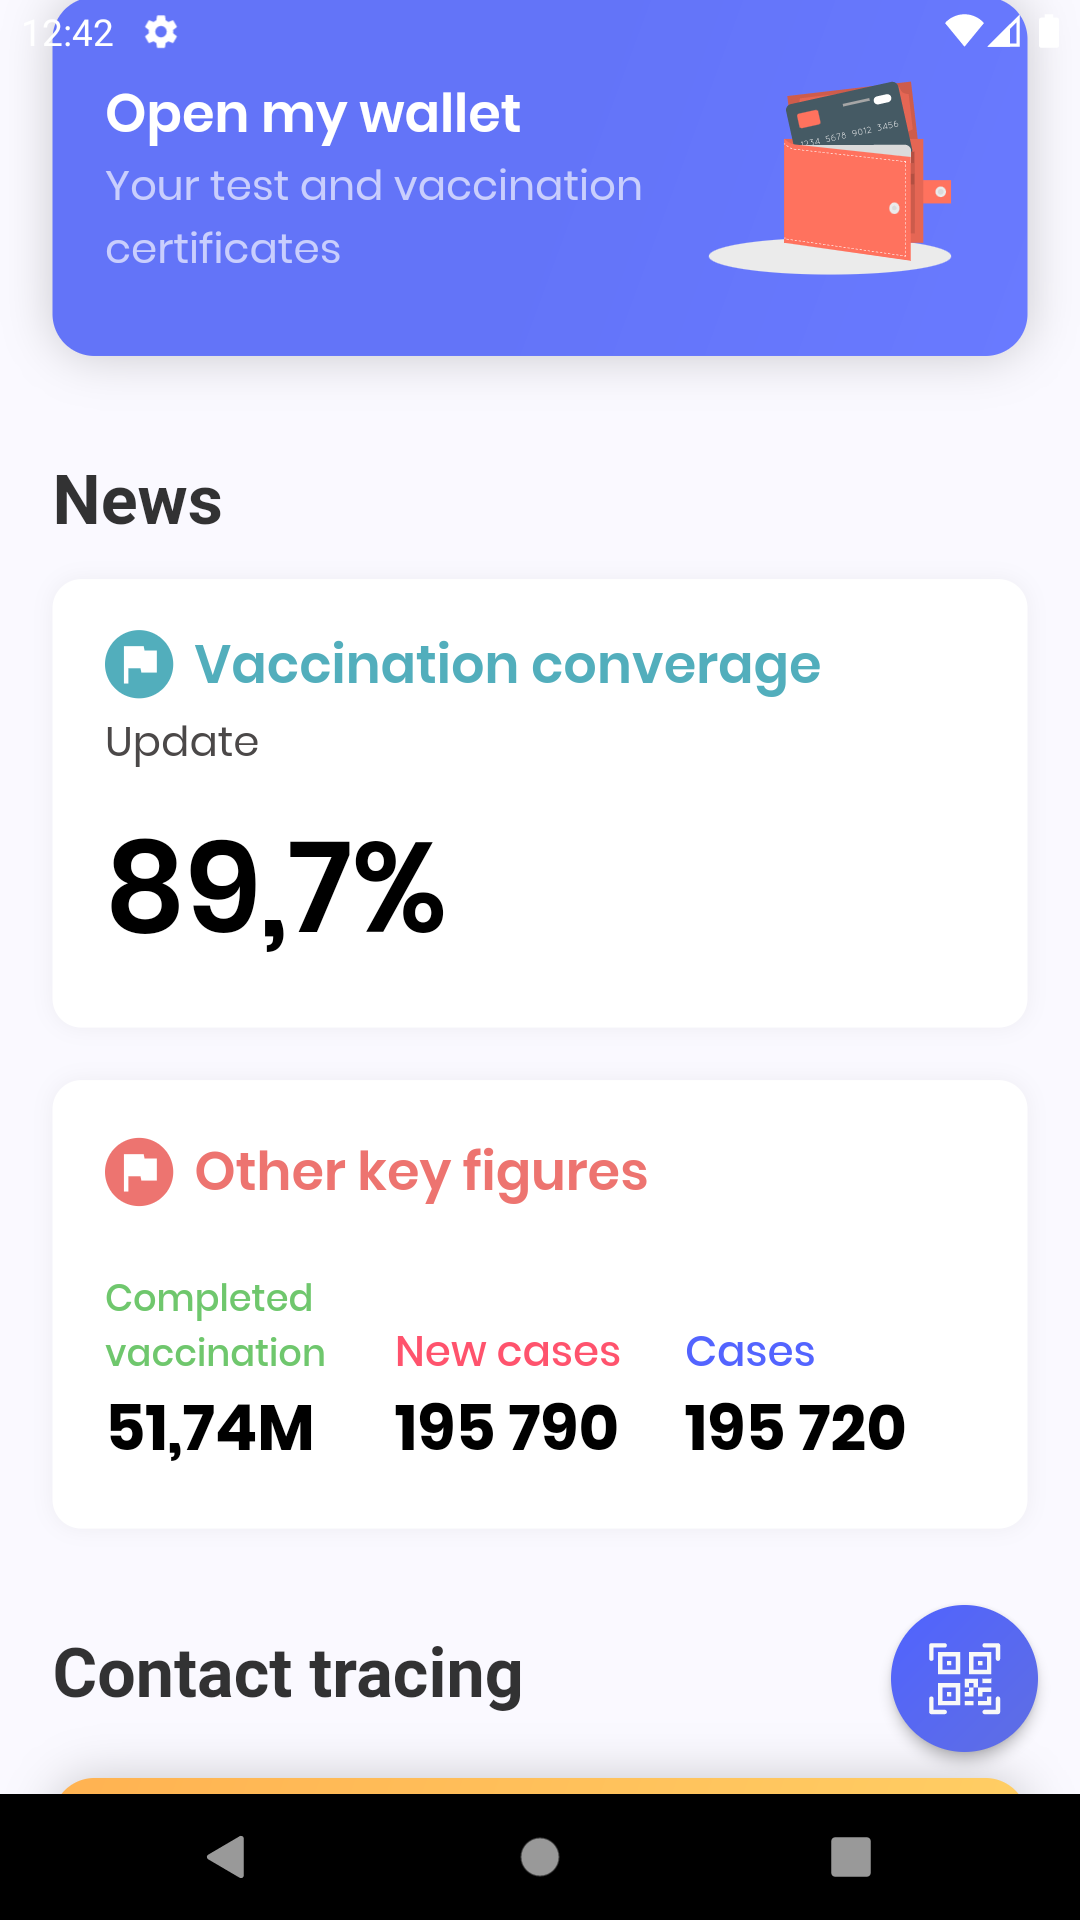 12:42
Open my wallet
Your test and vaccination
certificates
1234 5678 9012 3456
News
Vaccination converage
Update
89,7%
Other key figures
Completed
vaccination
New cases
Cases
51,74M
195 790
195 720
Contact tracing